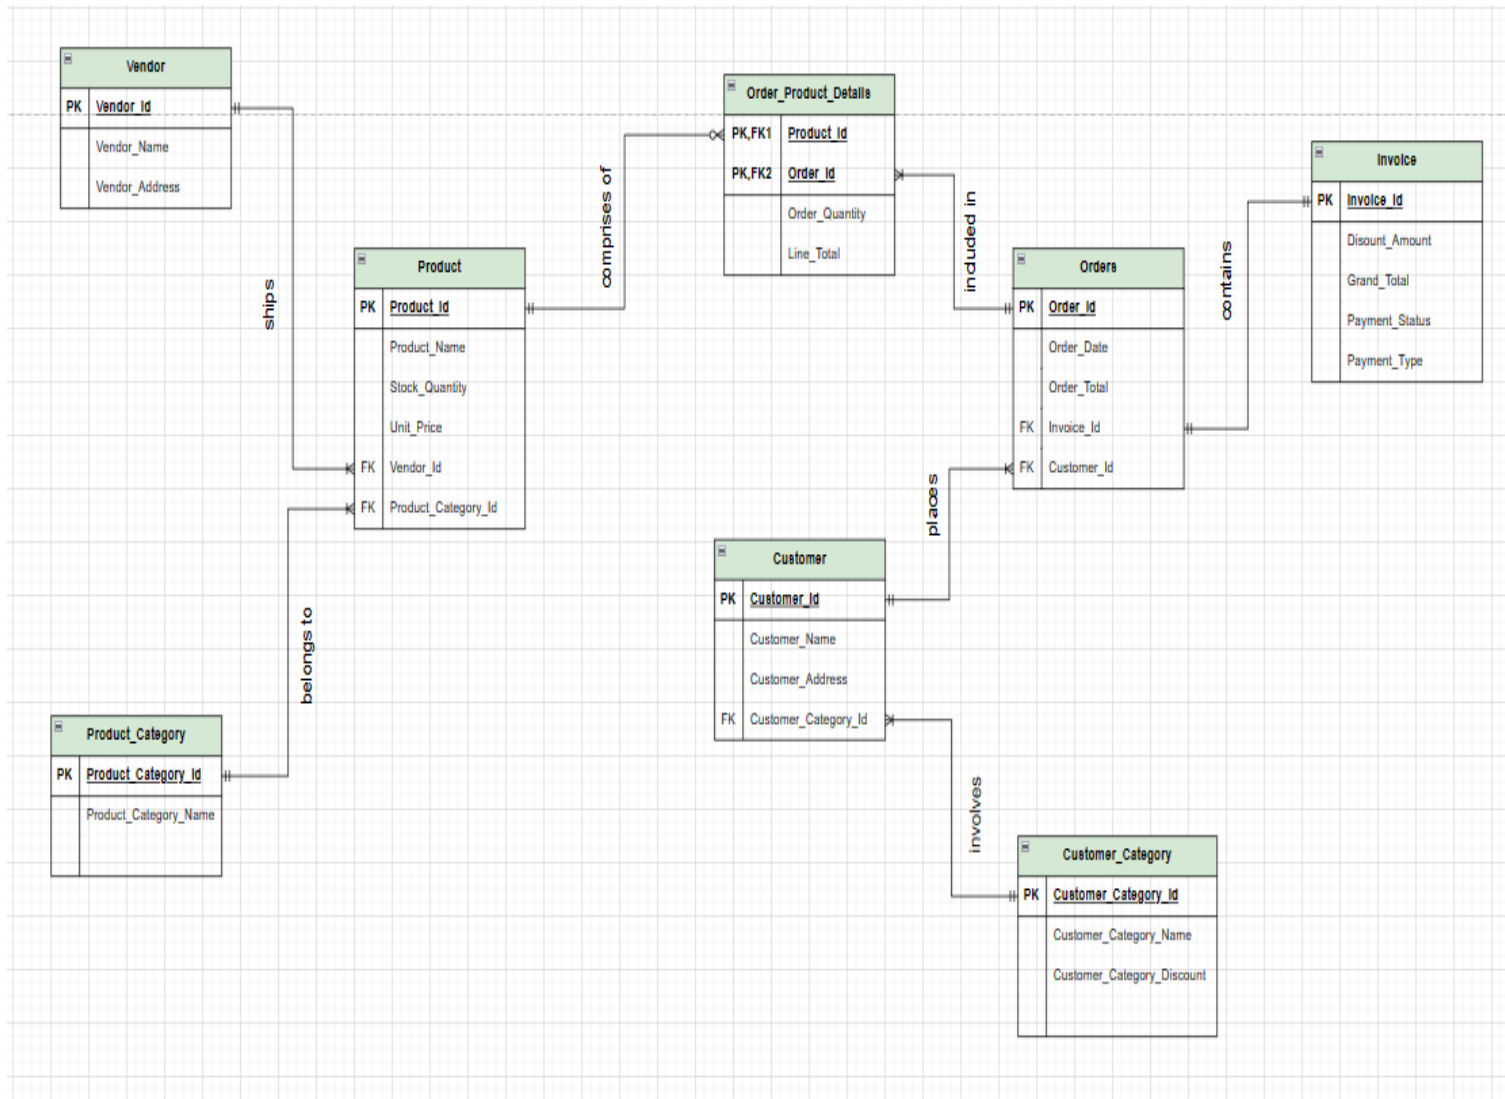 Vendor
PK Vendor_Id
Vendor_Name
Vendor_Address
ships
Product
PK Product_Id
Product_Name
Stock_Quantity
Unit_Price
FK Vendor_Id
FK Product_Category_Id
belongs to
Product_Category
PK Product_Category_Id
Product_Category_Name
comprises of
Order_Product_Details
PK,FK1 Product_Id
PK,FK2 Order_Id
Order_Quantity
Line_Total
included in
Orders
PK Order_Id
Order_Date
Order_Total
FK Invoice_Id
FK Customer_Id
contains
Invoice
PK Invoice_Id
Disount_Amount
Grand_Total
Payment_Status
Payment_Type
places
Customer
PK Customer_Id
Customer_Name
Customer_Address
FK Customer_Category_Id
involves
Customer_Category
PK Customer_Category_Id
Customer_Category_Name
Customer_Category_Discount